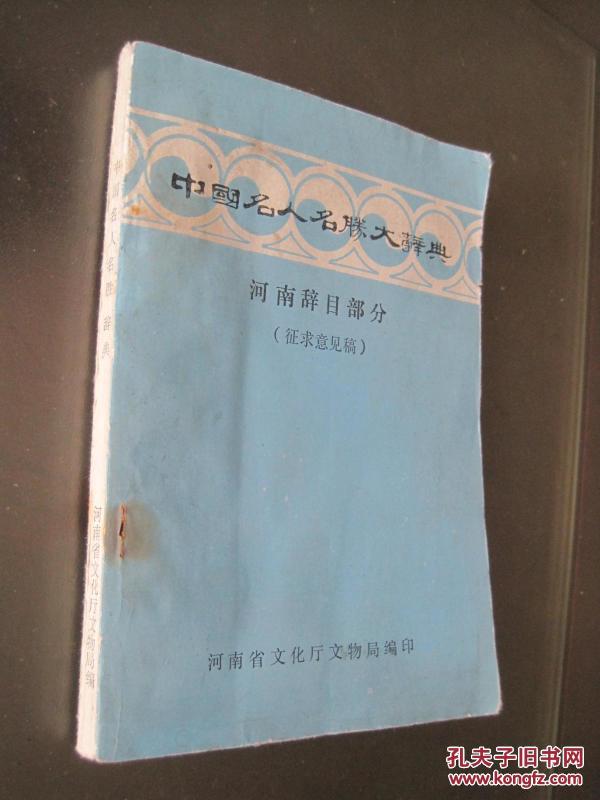 中國名人名勝大辭典
河南辞目部分
(征求意见稿)
河南省文化厅文物局编印
中国名人名胜辞典
河南省文化厅文物局编
孔夫子旧书网
www.kongfz.com